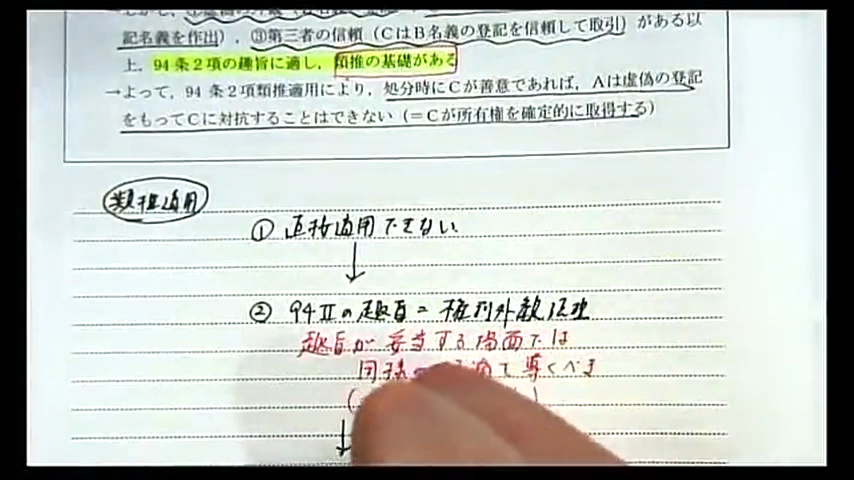 記名義を作出），③第三者の信頼（CはB名義の登記を信頼して取引）がある以
上，94条2項の趣旨に適し，類推の基礎がある
→よって，94条2項類推適用により，処分時にCが善意であれば，Aは虚偽の登記
をもってCに対抗することはできない（＝Cが所有権を確定的に取得する）
類推適用
① 直接適用できない
↓
② 94Ⅱの趣旨＝権利外観法理
趣旨が妥当する場面では
同様の て導くべき
(
↓